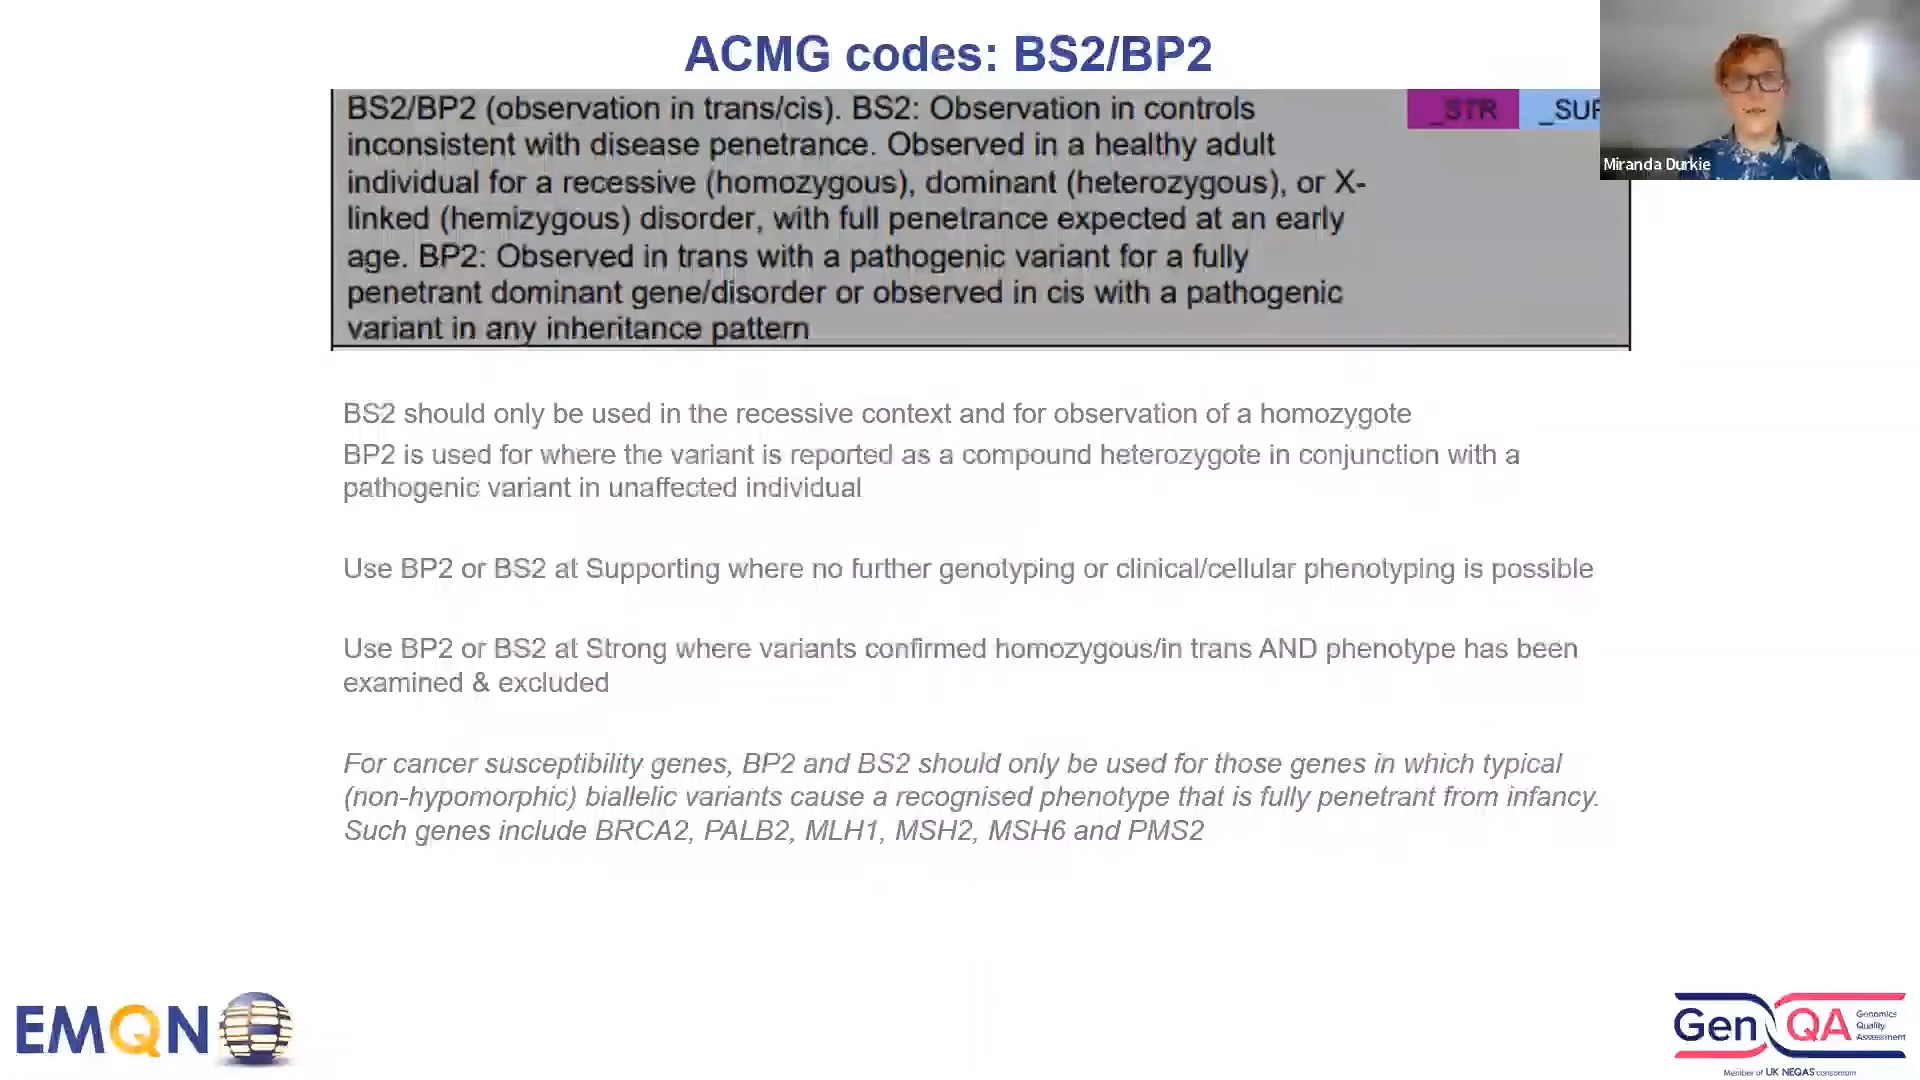 ACMG codes: BS2/BP2
BS2/BP2 (observation in trans/cis). BS2: Observation in controls
_STR
_SUP
inconsistent with disease penetrance. Observed in a healthy adult
individual for a recessive (homozygous), dominant (heterozygous), or X-
linked (hemizygous) disorder, with full penetrance expected at an early
age. BP2: Observed in trans with a pathogenic variant for a fully
penetrant dominant gene/disorder or observed in cis with a pathogenic
variant in any inheritance pattern
Miranda Durkie
BS2 should only be used in the recessive context and for observation of a homozygote
BP2 is used for where the variant is reported as a compound heterozygote in conjunction with a
pathogenic variant in unaffected individual
Use BP2 or BS2 at Supporting where no further genotyping or clinical/cellular phenotyping is possible
Use BP2 or BS2 at Strong where variants confirmed homozygous/in trans AND phenotype has been
examined & excluded
For cancer susceptibility genes, BP2 and BS2 should only be used for those genes in which typical
(non-hypomorphic) biallelic variants cause a recognised phenotype that is fully penetrant from infancy.
Such genes include BRCA2, PALB2, MLH1, MSH2, MSH6 and PMS2
EMQN
GenQA
Genomics
Quality
Assessment
Member of UK NEQAS consortium